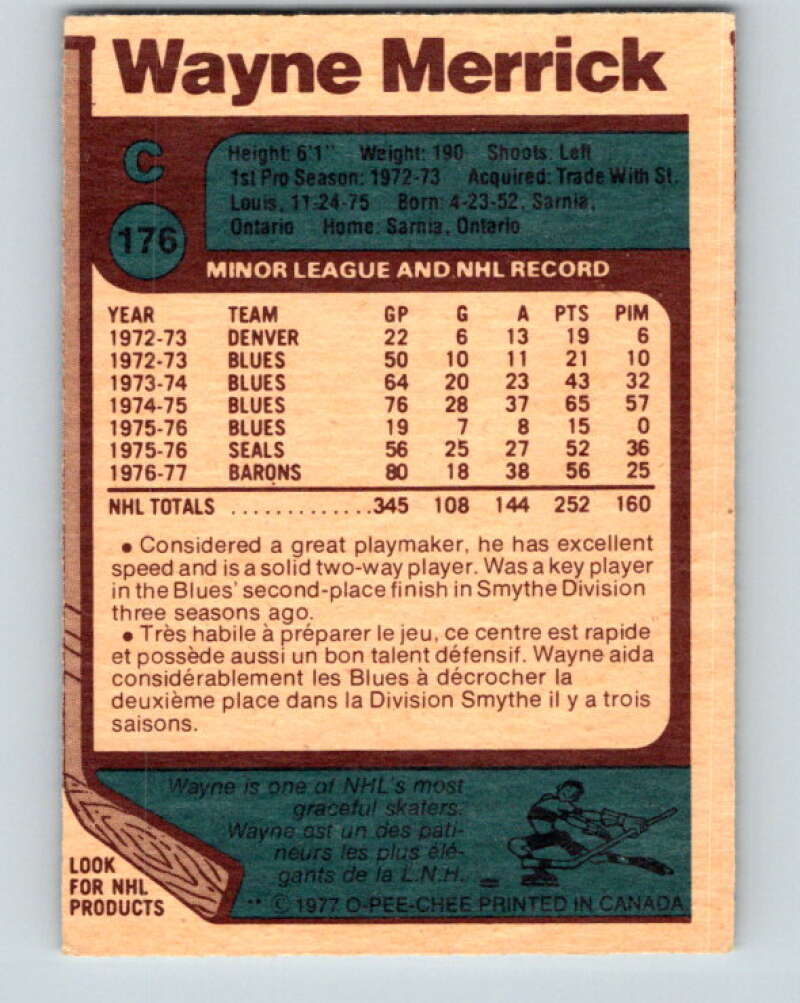 Wayne Merrick
C
176
Height: 6'1" Weight: 190 Shoots: Left
1st Pro Season: 1972-73 Acquired: Trade With St.
Louis, 11-24-75 Born: 4-23-52, Sarnia,
Ontario Home: Sarnia, Ontario
MINOR LEAGUE AND NHL RECORD
YEAR TEAM GP G A PTS PIM
1972-73 DENVER 22 6 13 19 6
1972-73 BLUES 50 10 11 21 10
1973-74 BLUES 64 20 23 43 32
1974-75 BLUES 76 28 37 65 57
1975-76 BLUES 19 7 8 15 0
1975-76 SEALS 56 25 27 52 36
1976-77 BARONS 80 18 38 56 25
NHL TOTALS .............345 108 144 252 160
• Considered a great playmaker, he has excellent
speed and is a solid two-way player. Was a key player
in the Blues' second-place finish in Smythe Division
three seasons ago.
• Très habile à préparer le jeu, ce centre est rapide
et possède aussi un bon talent défensif. Wayne aida
considérablement les Blues à décrocher la
deuxième place dans la Division Smythe il y a trois
saisons.
Wayne is one of NHL's most
graceful skaters.
Wayne est un des pati-
neurs les plus élé-
gants de la L.N.H.
LOOK
FOR NHL
PRODUCTS
** © 1977 O-PEE-CHEE PRINTED IN CANADA